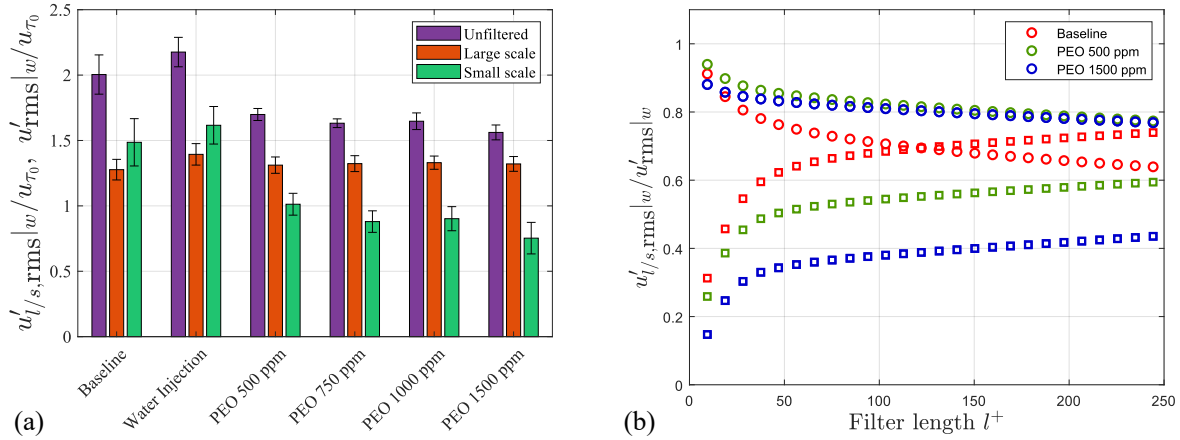 2.5
2
1.5
1
0.5
0
u′l/s,rms|w/uτ0, u′rms|w/uτ0
Unfiltered
Large scale
Small scale
Baseline
Water Injection
PEO 500 ppm
PEO 750 ppm
PEO 1000 ppm
PEO 1500 ppm
(a)
1
0.8
0.6
0.4
0.2
0
u′l/s,rms|w/u′rms|w
Baseline
PEO 500 ppm
PEO 1500 ppm
0
50
100
150
200
250
Filter length l+
(b)